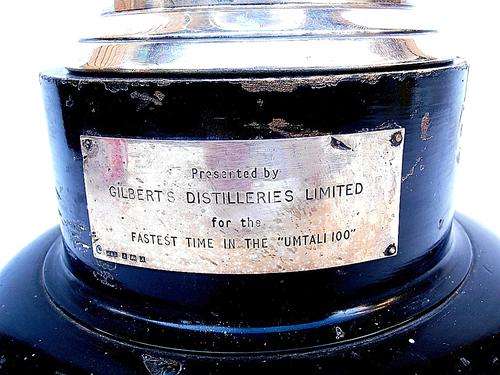 Presented by
GILBERT'S DISTILLERIES LIMITED
for the
FASTEST TIME IN THE "UMTALI 100"